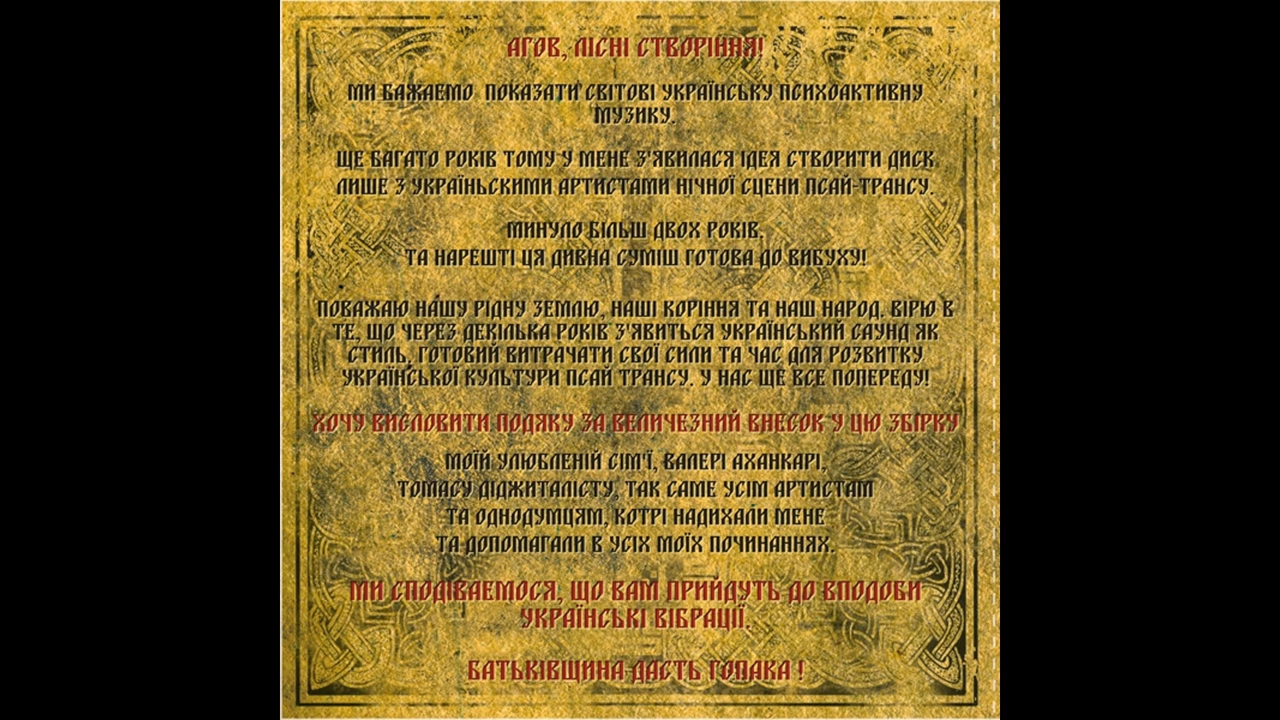 АГОВ, ЛІСНІ СТВОРІННЯ!
МИ БАЖАЕМО ПОКАЗАТИ СВІТОВІ УКРАЇНСЬКУ ПСИХОАКТИВНУ
МУЗИКУ.
ЩЕ БАГАТО РОКІВ ТОМУ У МЕНЕ З'ЯВИЛАСЯ ІДЕЯ СТВОРИТИ ДИСК
ЛИШЕ З УКРАЇНЬСКИМИ АРТИСТАМИ НІЧНОЇ СЦЕНИ ПСАЙ-ТРАНСУ.
МИНУЛО БІЛЬШ ДВОХ РОКІВ,
ТА НАРЕШТІ ЦЯ ДИВНА СУМІШ ГОТОВА ДО ВИБУХУ!
ПОВАЖАЮ НАШУ РІДНУ ЗЕМЛЮ, НАШІ КОРІННЯ ТА НАШ НАРОД. ВІРЮ В
ТЕ, ЩО ЧЕРЕЗ ДЕКІЛЬКА РОКІВ З'ЯВИТЬСЯ УКРАЇНСЬКИЙ САУНД ЯК
СТИЛЬ, ГОТОВИЙ ВИТРАЧАТИ СВОЇ СИЛИ ТА ЧАС ДЛЯ РОЗВИТКУ
УКРАЇНСЬКОЇ КУЛЬТУРИ ПСАЙ ТРАНСУ. У НАС ЩЕ ВСЕ ПОПЕРЕДУ!
ХОЧУ ВИСЛОВИТИ ПОДЯКУ ЗА ВЕЛИЧЕЗНИЙ ВНЕСОК У ЦЮ ЗБІРКУ
МОЇЙ УЛЮБЛЕНІЙ СІМ'Ї, ВАЛЕРІ АХАНКАРІ,
ТОМАСУ ДІДЖИТАЛІСТУ, ТАК САМЕ УСІМ АРТИСТАМ
ТА ОДНОДУМЦЯМ, КОТРІ НАДИХАЛИ МЕНЕ
ТА ДОПОМАГАЛИ В УСІХ МОЇХ ПОЧИНАННЯХ.
МИ СПОДІВАЕМОСЯ, ЩО ВАМ ПРИЙДУТЬ ДО ВПОДОБИ
УКРАЇНСЬКІ ВІБРАЦІЇ.
БАТЬКІВЩИНА ДАСТЬ ГОПАКА !